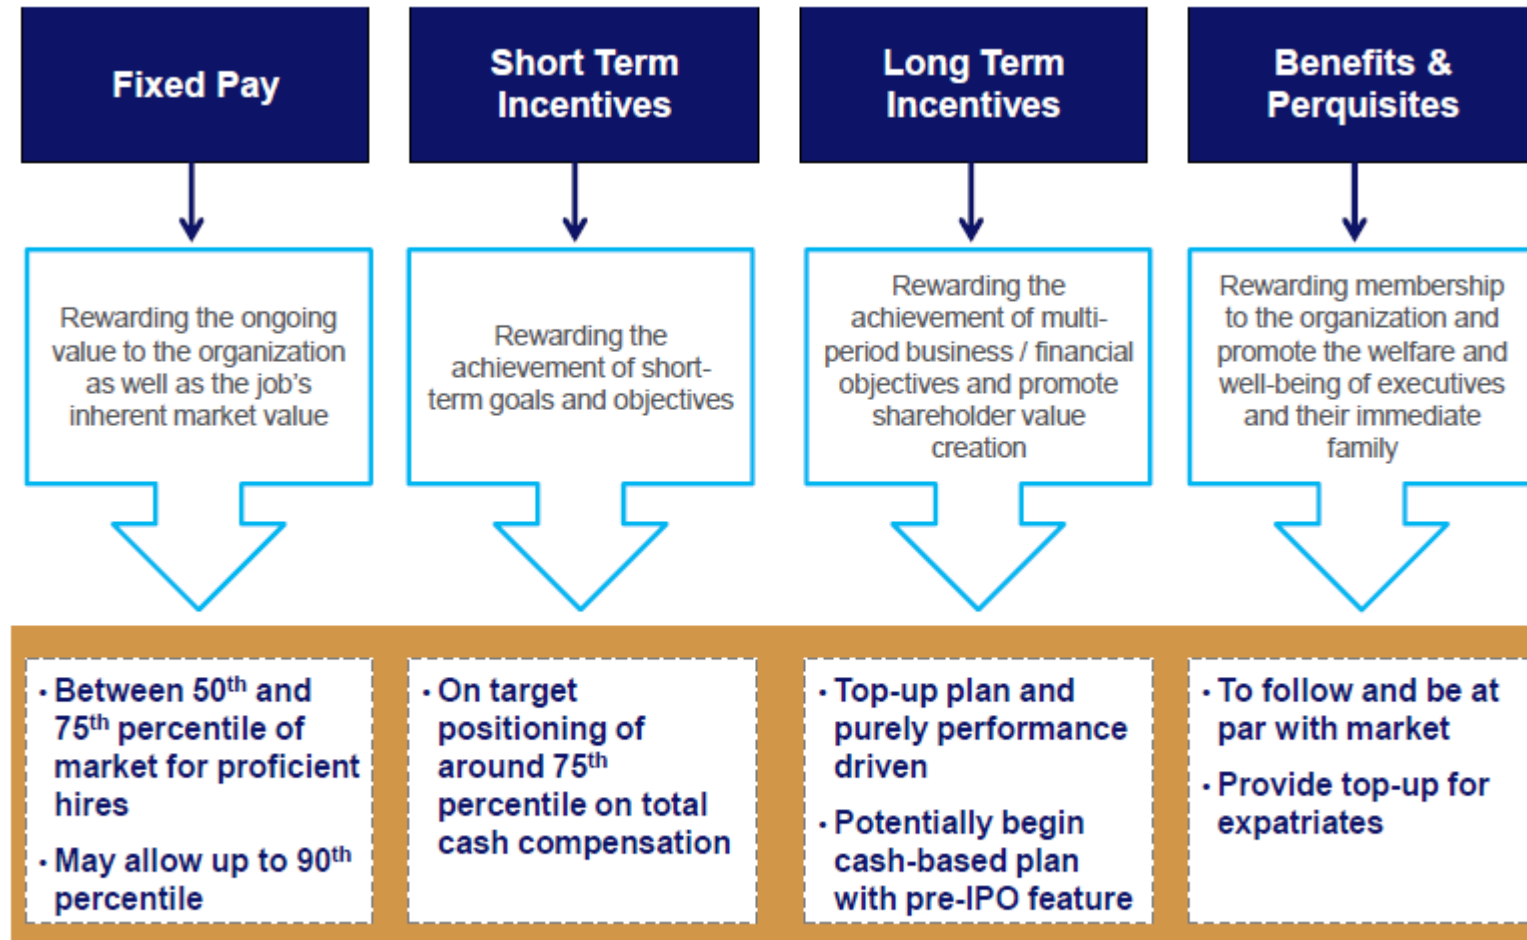 Fixed Pay
Short Term
Incentives
Long Term
Incentives
Benefits &
Perquisites
Rewarding the ongoing
value to the organization
as well as the job's
inherent market value
Rewarding the
achievement of short-
term goals and objectives
Rewarding the
achievement of multi-
period business / financial
objectives and promote
shareholder value
creation
Rewarding membership
to the organization and
promote the welfare and
well-being of executives
and their immediate
family
• Between 50th and
75th percentile of
market for proficient
hires
• May allow up to 90th
percentile
• On target
positioning of
around 75th
percentile on total
cash compensation
• Top-up plan and
purely performance
driven
• Potentially begin
cash-based plan
with pre-IPO feature
• To follow and be at
par with market
• Provide top-up for
expatriates